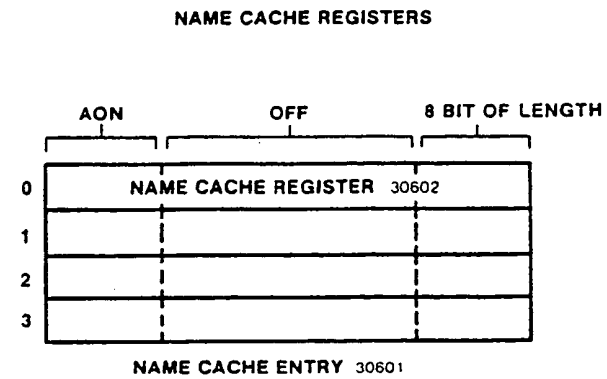 NAME CACHE REGISTERS
AON OFF 8 BIT OF LENGTH
0 NAME CACHE REGISTER 30602
1
2
3
NAME CACHE ENTRY 30601